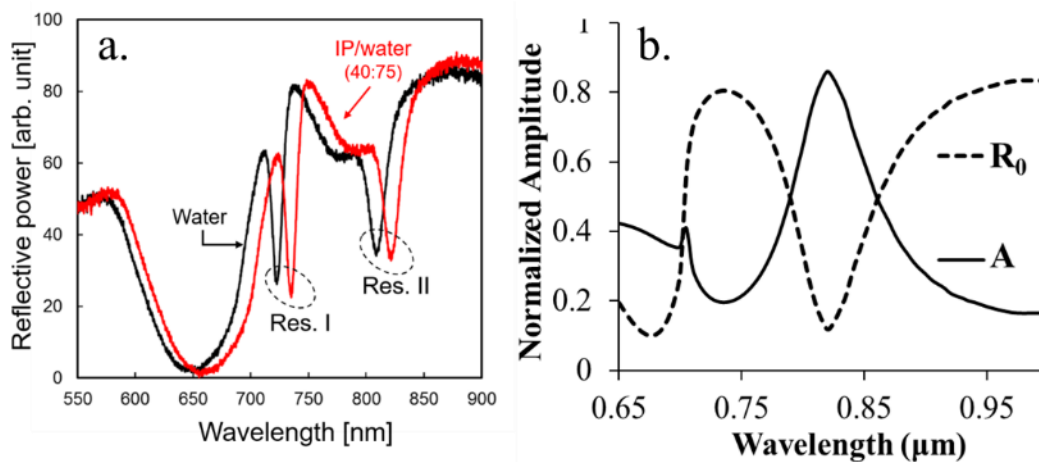 a.
100
80
60
40
20
0
Reflective power [arb. unit]
IP/water
(40:75)
Water
Res. I
Res. II
550 600 650 700 750 800 850 900
Wavelength [nm]
b.
1
0.8
0.6
0.4
0.2
0
Normalized Amplitude
R₀
A
0.65 0.75 0.85 0.95
Wavelength (µm)